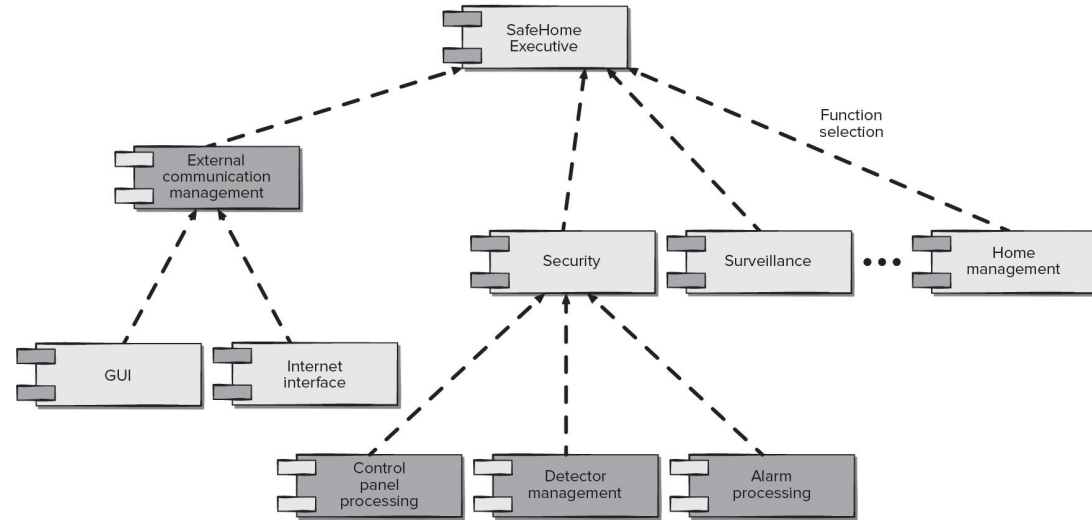 SafeHome
Executive
Function
selection
External
communication
management
Security
Surveillance
Home
management
GUI
Internet
interface
Control
panel
processing
Detector
management
Alarm
processing